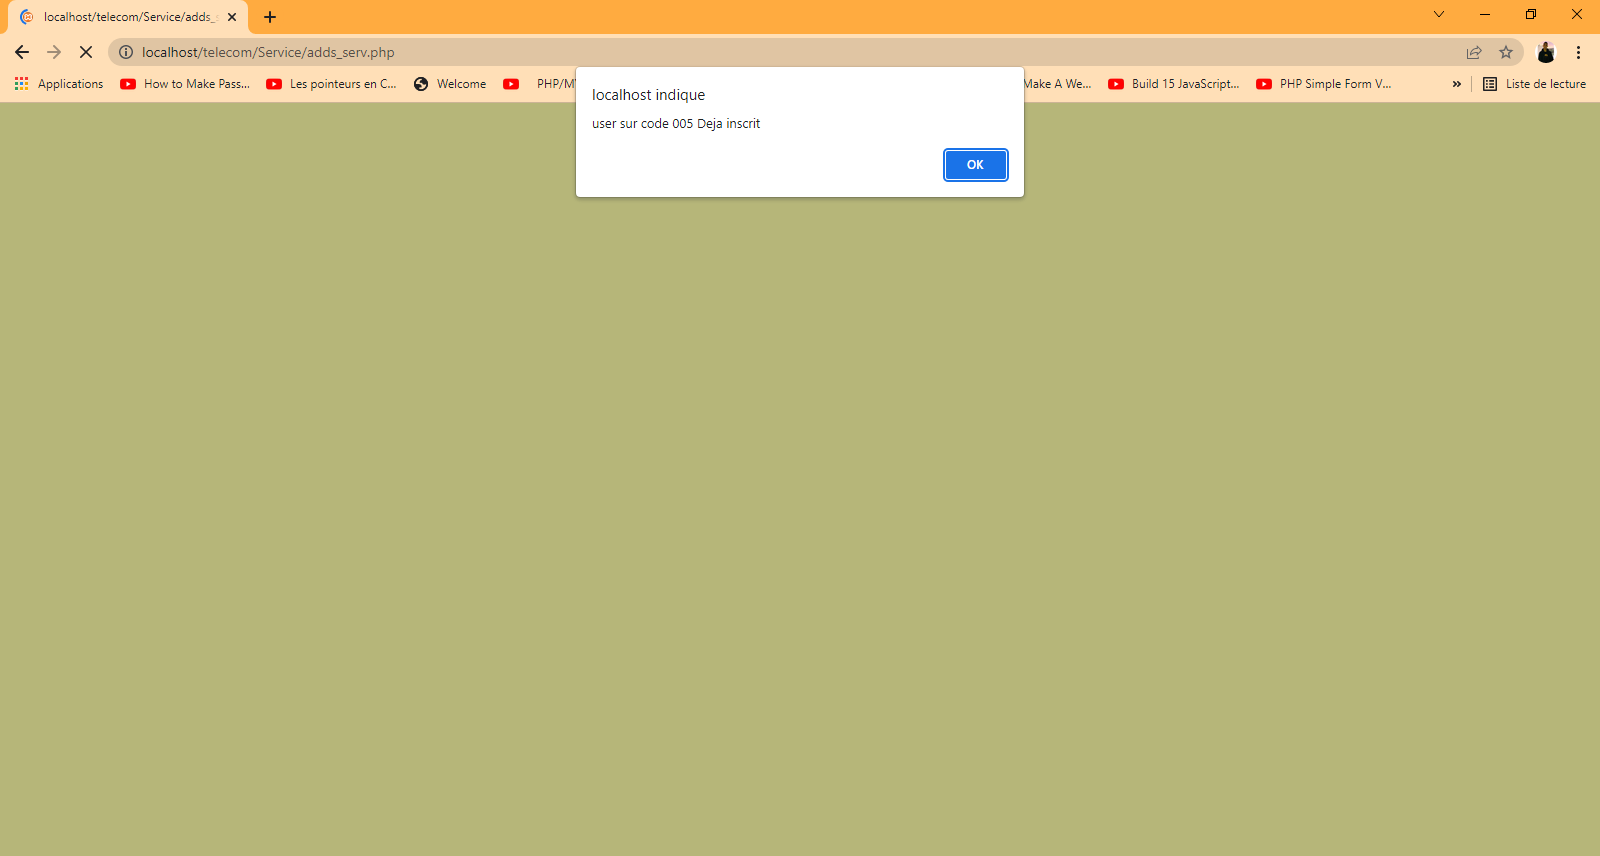 localhost/telecom/Service/adds_s
localhost/telecom/Service/adds_serv.php
Applications How to Make Pass... Les pointeurs en C... Welcome PHP/M Make A We... Build 15 JavaScript... PHP Simple Form V... » Liste de lecture
localhost indique
user sur code 005 Deja inscrit
OK